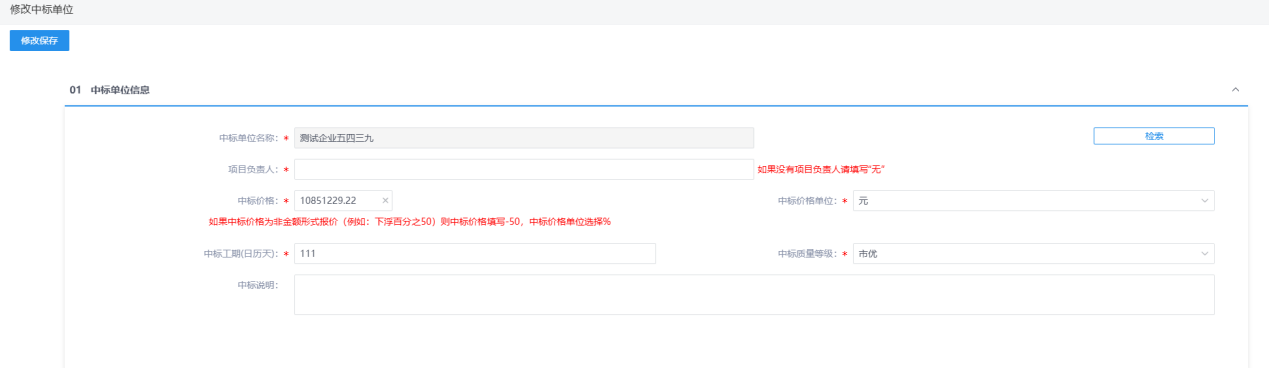 修改中标单位
修改保存
01 中标单位信息
中标单位名称: * 测试企业五四三九 检索
项目负责人: * 如果没有项目负责人请填写"无"
中标价格: * 10851229.22 × 中标价格单位: * 元
如果中标价格为非金额形式报价（例如：下浮百分之50）则中标价格填写-50，中标价格单位选择%
中标工期(日历天): * 111 中标质量等级: * 市优
中标说明: